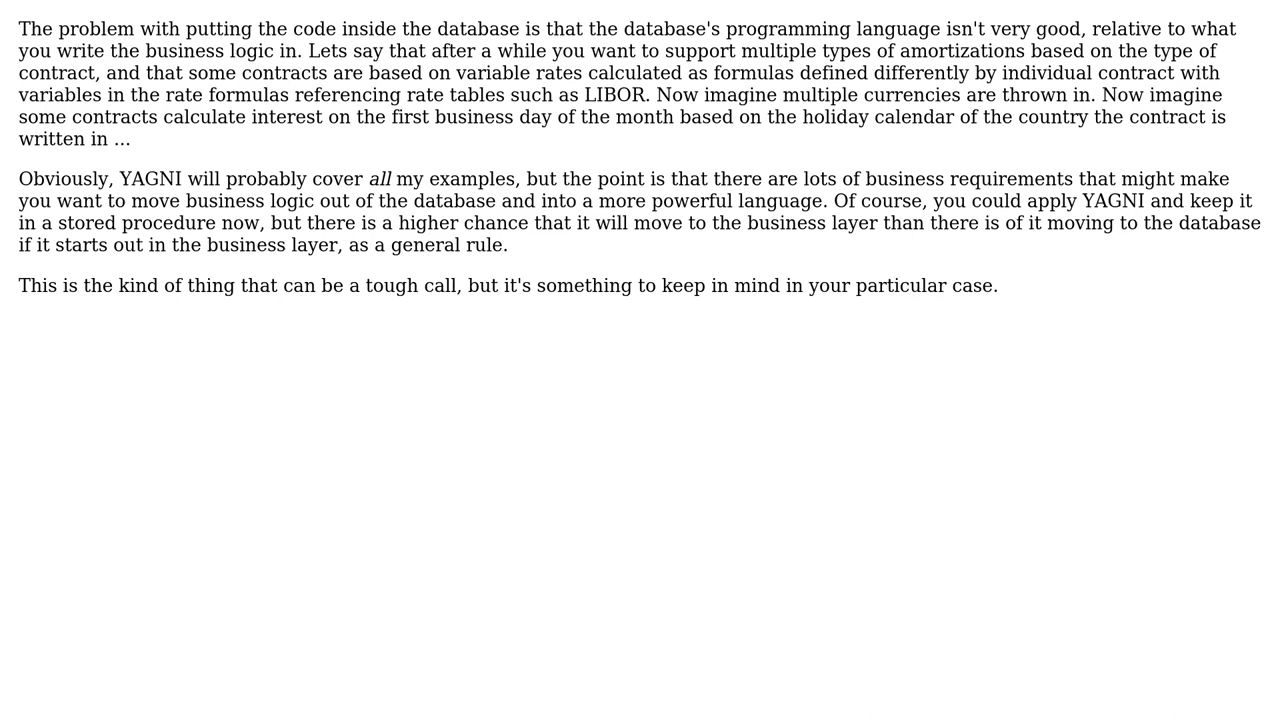 The problem with putting the code inside the database is that the database's programming language isn't very good, relative to what
you write the business logic in. Lets say that after a while you want to support multiple types of amortizations based on the type of
contract, and that some contracts are based on variable rates calculated as formulas defined differently by individual contract with
variables in the rate formulas referencing rate tables such as LIBOR. Now imagine multiple currencies are thrown in. Now imagine
some contracts calculate interest on the first business day of the month based on the holiday calendar of the country the contract is
written in ...
Obviously, YAGNI will probably cover all my examples, but the point is that there are lots of business requirements that might make
you want to move business logic out of the database and into a more powerful language. Of course, you could apply YAGNI and keep it
in a stored procedure now, but there is a higher chance that it will move to the business layer than there is of it moving to the database
if it starts out in the business layer, as a general rule.
This is the kind of thing that can be a tough call, but it's something to keep in mind in your particular case.